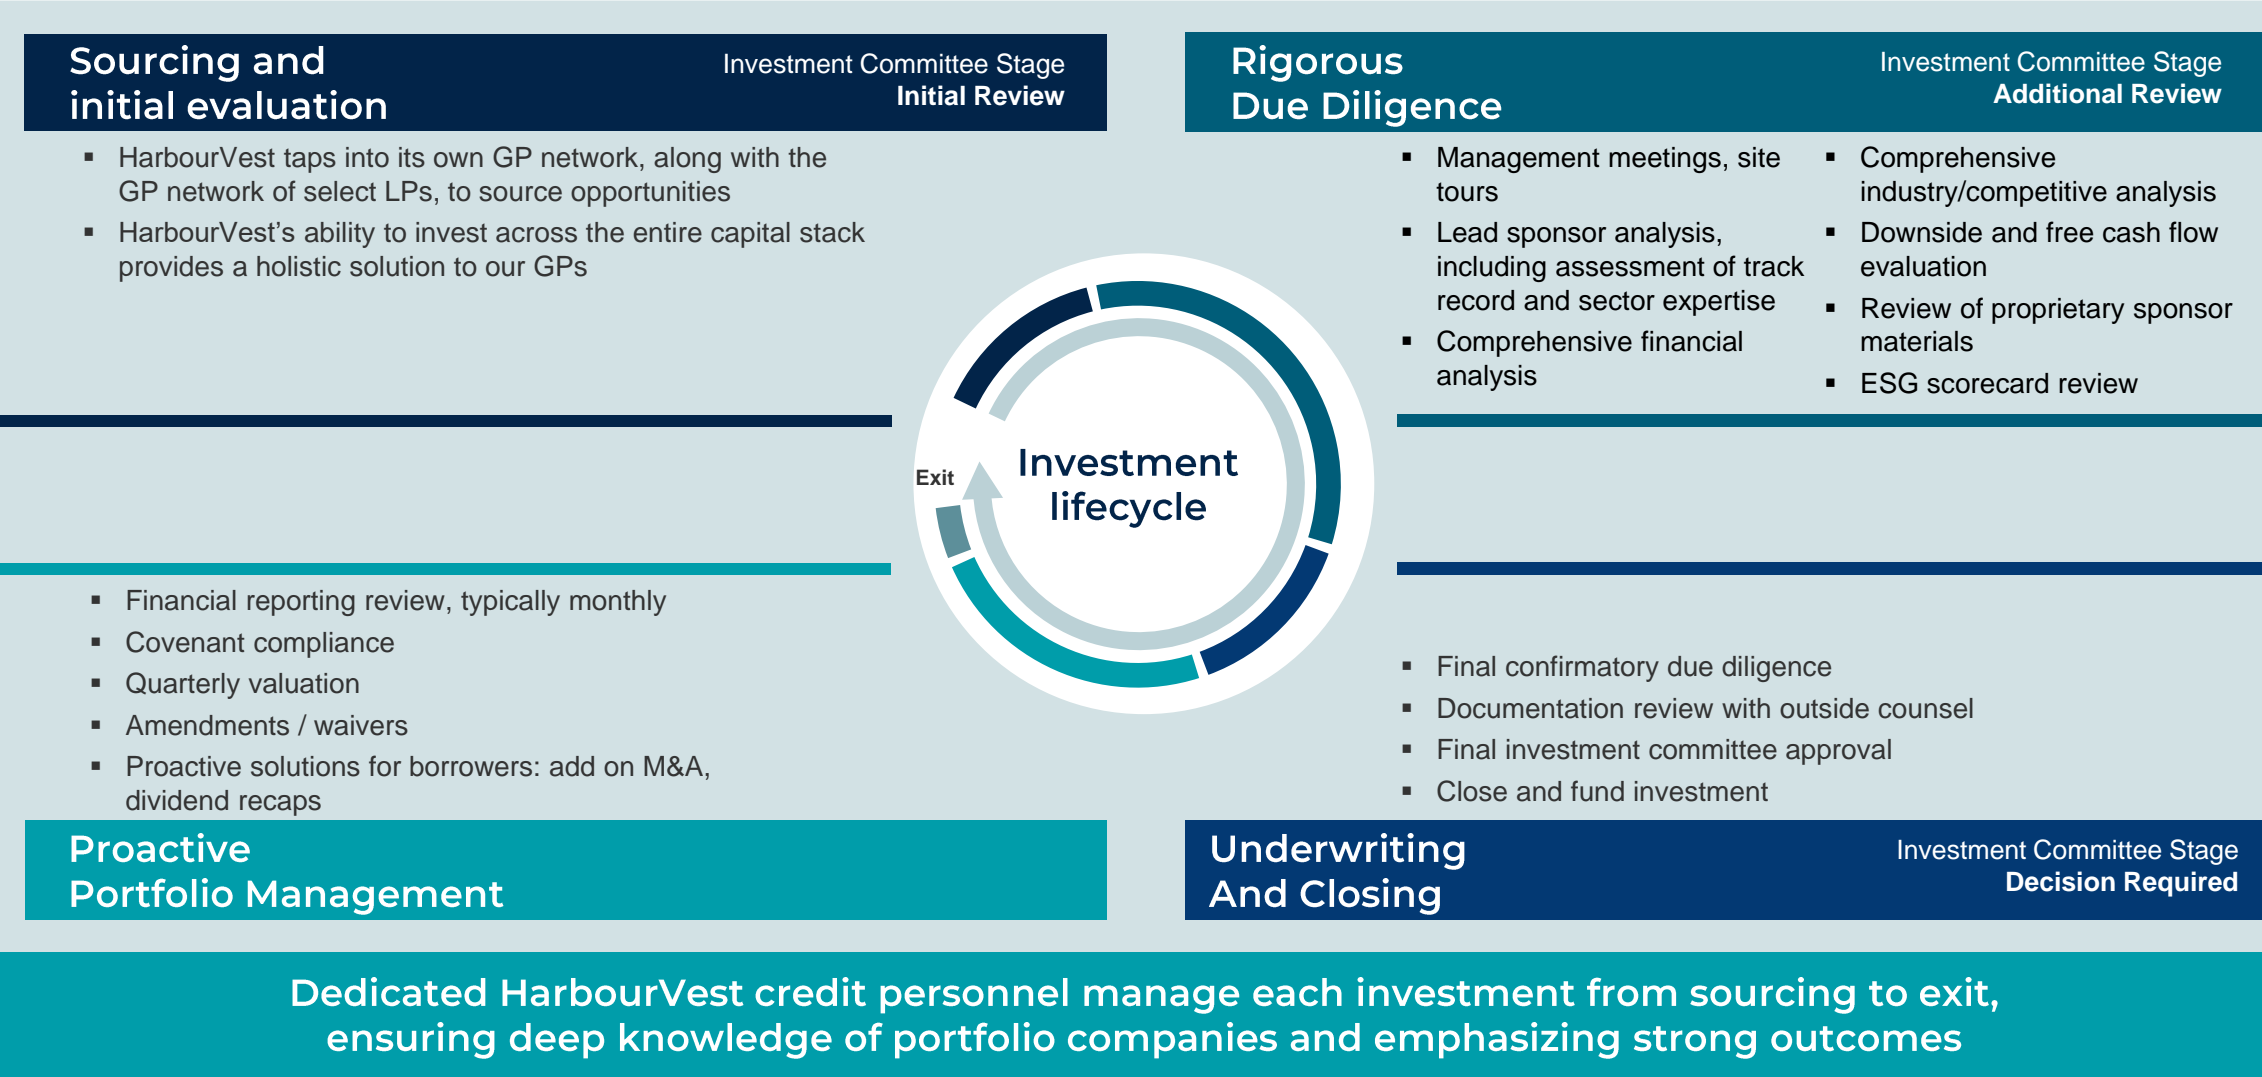 Sourcing and
initial evaluation
Investment Committee Stage
Initial Review
▪ HarbourVest taps into its own GP network, along with the
GP network of select LPs, to source opportunities
▪ HarbourVest's ability to invest across the entire capital stack
provides a holistic solution to our GPs
Rigorous
Due Diligence
Investment Committee Stage
Additional Review
▪ Management meetings, site
tours
▪ Lead sponsor analysis,
including assessment of track
record and sector expertise
▪ Comprehensive financial
analysis
▪ Comprehensive
industry/competitive analysis
▪ Downside and free cash flow
evaluation
▪ Review of proprietary sponsor
materials
▪ ESG scorecard review
Exit
Investment
lifecycle
▪ Financial reporting review, typically monthly
▪ Covenant compliance
▪ Quarterly valuation
▪ Amendments / waivers
▪ Proactive solutions for borrowers: add on M&A,
dividend recaps
Proactive
Portfolio Management
▪ Final confirmatory due diligence
▪ Documentation review with outside counsel
▪ Final investment committee approval
▪ Close and fund investment
Underwriting
And Closing
Investment Committee Stage
Decision Required
Dedicated HarbourVest credit personnel manage each investment from sourcing to exit,
ensuring deep knowledge of portfolio companies and emphasizing strong outcomes